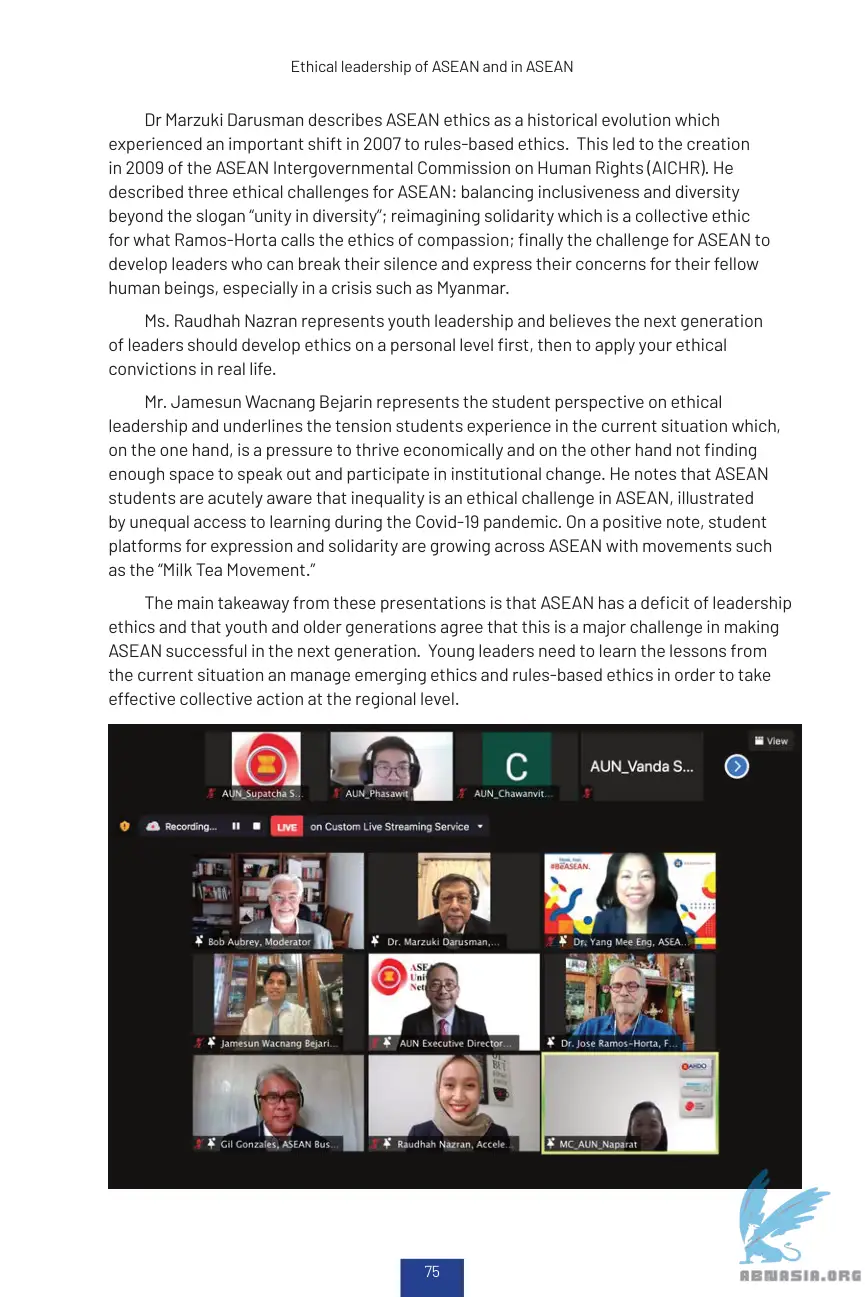 Ethical leadership of ASEAN and in ASEAN
Dr Marzuki Darusman describes ASEAN ethics as a historical evolution which
experienced an important shift in 2007 to rules-based ethics.  This led to the creation
in 2009 of the ASEAN Intergovernmental Commission on Human Rights (AICHR). He
described three ethical challenges for ASEAN: balancing inclusiveness and diversity
beyond the slogan “unity in diversity”; reimagining solidarity which is a collective ethic
for what Ramos-Horta calls the ethics of compassion; finally the challenge for ASEAN to
develop leaders who can break their silence and express their concerns for their fellow
human beings, especially in a crisis such as Myanmar.
Ms. Raudhah Nazran represents youth leadership and believes the next generation
of leaders should develop ethics on a personal level first, then to apply your ethical
convictions in real life.
Mr. Jamesun Wacnang Bejarin represents the student perspective on ethical
leadership and underlines the tension students experience in the current situation which,
on the one hand, is a pressure to thrive economically and on the other hand not finding
enough space to speak out and participate in institutional change. He notes that ASEAN
students are acutely aware that inequality is an ethical challenge in ASEAN, illustrated
by unequal access to learning during the Covid-19 pandemic. On a positive note, student
platforms for expression and solidarity are growing across ASEAN with movements such
as the “Milk Tea Movement.”
The main takeaway from these presentations is that ASEAN has a deficit of leadership
ethics and that youth and older generations agree that this is a major challenge in making
ASEAN successful in the next generation.  Young leaders need to learn the lessons from
the current situation an manage emerging ethics and rules-based ethics in order to take
effective collective action at the regional level.
View
AUN_Vanda S...
C
AUN_Supatcha S...
AUN_Phasawit
AUN_Chawanvit...
Recording...
LIVE
on Custom Live Streaming Service
#BeASEAN.
Bob Aubrey, Moderator
Dr. Marzuki Darusman,...
Dr. Yang Mee Eng, ASEA...
Jamesun Wacnang Bejari...
AUN Executive Director...
Dr. Jose Ramos-Horta, F...
Gil Gonzales, ASEAN Bus...
Raudhah Nazran, Accele...
MC_AUN_Naparat
75
ABNASIA.ORG